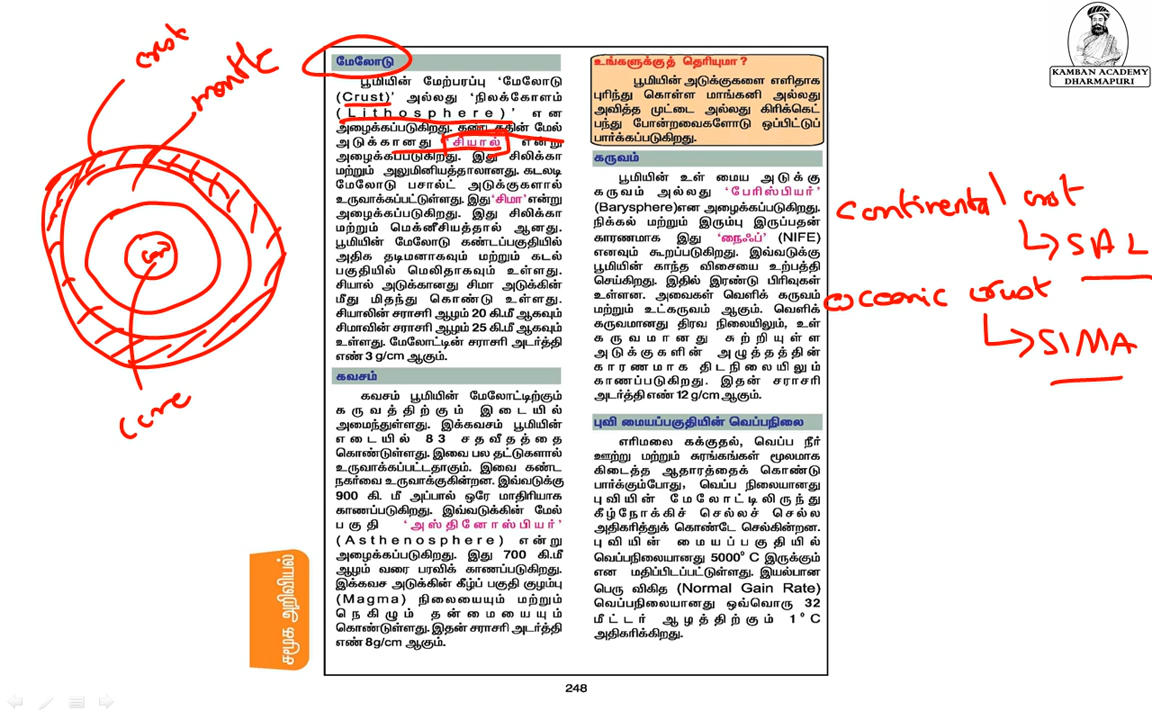 KAMBAN ACADEMY
DHARMAPURI
crust
mantle
core
core
continental crust
SAL
oceanic crust
SIMA
மேலோடு
பூமியின் மேற்பரப்பு 'மேலோடு
(Crust)' அல்லது 'நிலக்கோளம்
(Lithosphere)' என
அழைக்கப்படுகிறது. கண்டத்தின் மேல்
அடுக்கானது சியால் என்று
அழைக்கப்படுகிறது. இது சிலிக்கா
மற்றும் அலுமினியத்தாலானது. கடலடி
மேலோடு பசால்ட் அடுக்குகளால்
உருவாக்கப்பட்டுள்ளது. இது 'சிமா' என்று
அழைக்கப்படுகிறது. இது சிலிக்கா
மற்றும் மெக்னீசியத்தால் ஆனது.
பூமியின் மேலோடு கண்டப்பகுதியில்
அதிக தடிமனாகவும் மற்றும் கடல்
பகுதியில் மெலிதாகவும் உள்ளது.
சியால் அடுக்கானது சிமா அடுக்கின்
மீது மிதந்து கொண்டு உள்ளது.
சியாலின் சராசரி ஆழம் 20 கி.மீ ஆகவும்
சிமாவின் சராசரி ஆழம் 25 கி.மீ ஆகவும்
உள்ளது. மேலோட்டின் சராசரி அடர்த்தி
எண் 3 g/cm ஆகும்.
கவசம்
கவசம் பூமியின் மேலோட்டிற்கும்
கருவத்திற்கும் இடையில்
அமைந்துள்ளது. இக்கவசம் பூமியின்
எடையில் 83 சதவீதத்தை
கொண்டுள்ளது. இவை பல தட்டுகளால்
உருவாக்கப்பட்டதாகும். இவை கண்ட
நகர்வை உருவாக்குகின்றன. இவ்வடுக்கு
900 கி. மீ அப்பால் ஒரே மாதிரியாக
காணப்படுகிறது. இவ்வடுக்கின் மேல்
பகுதி 'அஸ்தினோஸ்பியர்'
(Asthenosphere) என்று
அழைக்கப்படுகிறது. இது 700 கி.மீ
ஆழம் வரை பரவிக் காணப்படுகிறது.
இக்கவச அடுக்கின் கீழ்ப் பகுதி குழம்பு
(Magma) நிலையையும் மற்றும்
நெகிழும் தன்மையையும்
கொண்டுள்ளது. இதன் சராசரி அடர்த்தி
எண் 8g/cm ஆகும்.
உங்களுக்குத் தெரியுமா?
பூமியின் அடுக்குகளை எளிதாக
புரிந்து கொள்ள மாங்கனி அல்லது
அவித்த முட்டை அல்லது கிரிக்கெட்
பந்து போன்றவைகளோடு ஒப்பிட்டுப்
பார்க்கப்படுகிறது.
கருவம்
பூமியின் உள் மைய அடுக்கு
கருவம் அல்லது 'பேரிஸ்பியர்'
(Barysphere)என அழைக்கப்படுகிறது.
நிக்கல் மற்றும் இரும்பு இருப்பதன்
காரணமாக இது 'நைஃப்' (NIFE)
எனவும் கூறப்படுகிறது. இவ்வடுக்கு
பூமியின் காந்த விசையை உற்பத்தி
செய்கிறது. இதில் இரண்டு பிரிவுகள்
உள்ளன. அவைகள் வெளிக் கருவம்
மற்றும் உட்கருவம் ஆகும். வெளிக்
கருவமானது திரவ நிலையிலும், உள்
கருவமானது சுற்றியுள்ள
அடுக்குகளின் அழுத்தத்தின்
காரணமாக திடநிலையிலும்
காணப்படுகிறது. இதன் சராசரி
அடர்த்தி எண் 12 g/cm ஆகும்.
புவி மையப்பகுதியின் வெப்பநிலை
எரிமலை கக்குதல், வெப்ப நீர்
ஊற்று மற்றும் சுரங்கங்கள் மூலமாக
கிடைத்த ஆதாரத்தைக் கொண்டு
பார்க்கும்போது, வெப்ப நிலையானது
புவியின் மேலோட்டிலிருந்து
கீழ்நோக்கிச் செல்லச் செல்ல
அதிகரித்துக் கொண்டே செல்கின்றன.
புவியின் மையப்பகுதியில்
வெப்பநிலையானது 5000° C இருக்கும்
என மதிப்பிடப்பட்டுள்ளது. இயல்பான
பெரு விகித (Normal Gain Rate)
வெப்பநிலையானது ஒவ்வொரு 32
மீட்டர் ஆழத்திற்கும் 1°C
அதிகரிக்கிறது.
சமூக அறிவியல்
248